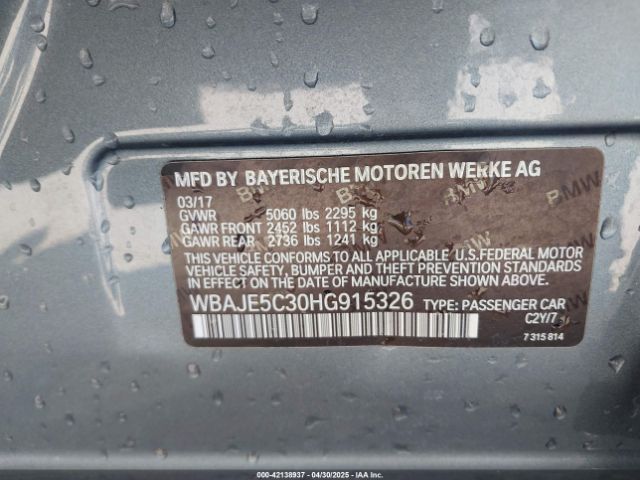 MFD BY BAYERISCHE MOTOREN WERKE AG
03/17
GVWR 5060 lbs 2295 kg
GAWR FRONT 2452 lbs 1112 kg
GAWR REAR 2736 lbs 1241 kg
THIS VEHICLE CONFORMS TO ALL APPLICABLE U.S.FEDERAL MOTOR
VEHICLE SAFETY, BUMPER AND THEFT PREVENTION STANDARDS
IN EFFECT ON THE DATE OF MANUFACTURE SHOWN ABOVE.
WBAJE5C30HG915326 TYPE: PASSENGER CAR
C2Y/7
7 315 814
BMW
BMW
BMW
000-42138937 - 04/30/2025 - IAA Inc.